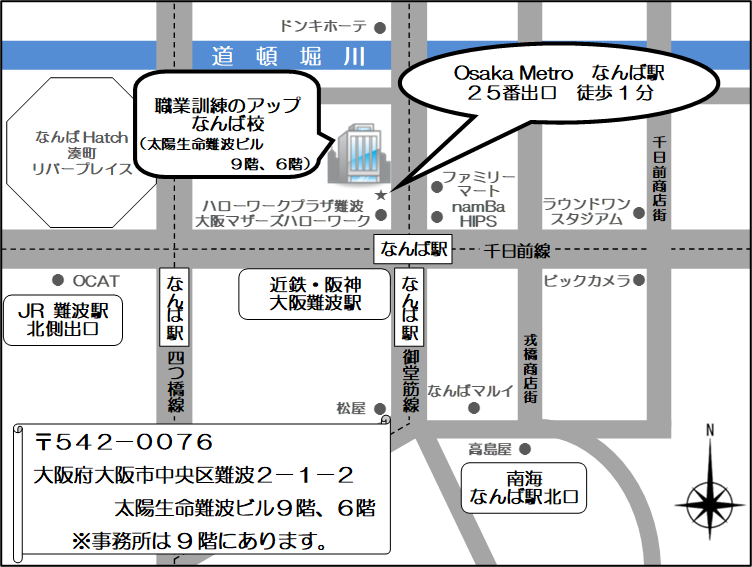 ドンキホーテ
道頓堀川
職業訓練のアップ
なんば校
（太陽生命難波ビル
９階、６階）
Osaka Metro　なんば駅
２５番出口　徒歩１分
なんばHatch
湊町
リバープレイス
ファミリー
マート
namBa
HIPS
ハローワークプラザ難波
大阪マザーズハローワーク
ラウンドワン
スタジアム
千日前商店街
なんば駅
千日前線
OCAT
JR 難波駅
北側出口
なんば駅
四つ橋線
近鉄・阪神
大阪難波駅
なんば駅
御堂筋線
戎橋商店街
ビックカメラ
松屋
なんばマルイ
高島屋
南海
なんば駅北口
N
〒５４２－００７６
大阪府大阪市中央区難波２－１－２
太陽生命難波ビル９階、６階
※事務所は９階にあります。